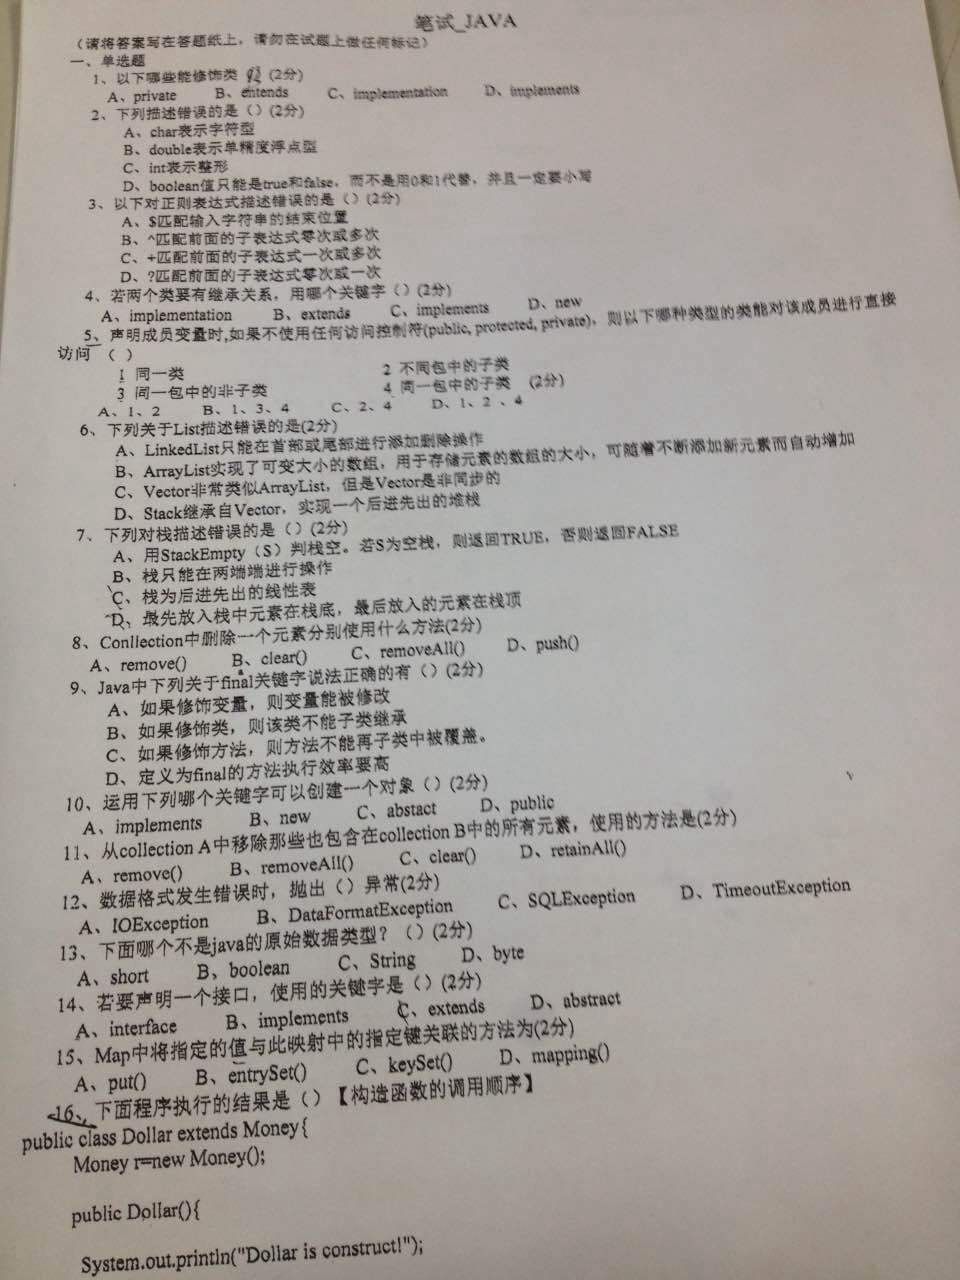 笔试_JAVA
（请将答案写在答题纸上，请勿在试题上做任何标记）
一、单选题
1、以下哪些能修饰类 (2分)
A、private B、entends C、implementation D、implements
2、下列描述错误的是（）(2分)
A、char表示字符型
B、double表示单精度浮点型
C、int表示整形
D、boolean值只能是true和false，而不是用0和1代替，并且一定要小写
3、以下对正则表达式描述错误的是（）(2分)
A、$匹配输入字符串的结束位置
B、^匹配前面的子表达式零次或多次
C、+匹配前面的子表达式一次或多次
D、?匹配前面的子表达式零次或一次
4、若两个类要有继承关系，用哪个关键字（）(2分)
A、implementation B、extends C、implements D、new
5、声明成员变量时,如果不使用任何访问控制符(public, protected, private)，则以下哪种类型的类能对该成员进行直接
访问 （ ）
1 同一类 2 不同包中的子类
3 同一包中的非子类 4 同一包中的子类 (2分)
A、1、2 B、1、3、4 C、2、4 D、1、2 、4
6、下列关于List描述错误的是(2分)
A、LinkedList只能在首部或尾部进行添加删除操作
B、ArrayList实现了可变大小的数组，用于存储元素的数组的大小，可随着不断添加新元素而自动增加
C、Vector非常类似ArrayList，但是Vector是非同步的
D、Stack继承自Vector，实现一个后进先出的堆栈
7、下列对栈描述错误的是（）(2分)
A、用StackEmpty（S）判栈空。若S为空栈，则返回TRUE，否则返回FALSE
B、栈只能在两端端进行操作
C、栈为后进先出的线性表
D、最先放入栈中元素在栈底，最后放入的元素在栈顶
8、Conllection中删除一个元素分别使用什么方法(2分)
A、remove() B、clear() C、removeAll() D、push()
9、Java中下列关于final关键字说法正确的有（）(2分)
A、如果修饰变量，则变量能被修改
B、如果修饰类，则该类不能子类继承
C、如果修饰方法，则方法不能再子类中被覆盖。
D、定义为final的方法执行效率要高
10、运用下列哪个关键字可以创建一个对象（）(2分)
A、implements B、new C、abstact D、public
11、从collection A中移除那些也包含在collection B中的所有元素，使用的方法是(2分)
A、remove() B、removeAll() C、clear() D、retainAll()
12、数据格式发生错误时，抛出（）异常(2分)
A、IOException B、DataFormatException C、SQLException D、TimeoutException
13、下面哪个不是java的原始数据类型？（）(2分)
A、short B、boolean C、String D、byte
14、若要声明一个接口，使用的关键字是（）(2分)
A、interface B、implements C、extends D、abstract
15、Map中将指定的值与此映射中的指定键关联的方法为(2分)
A、put() B、entrySet() C、keySet() D、mapping()
16、下面程序执行的结果是（）【构造函数的调用顺序】
public class Dollar extends Money{
Money r=new Money();
public Dollar(){
System.out.println("Dollar is construct!");